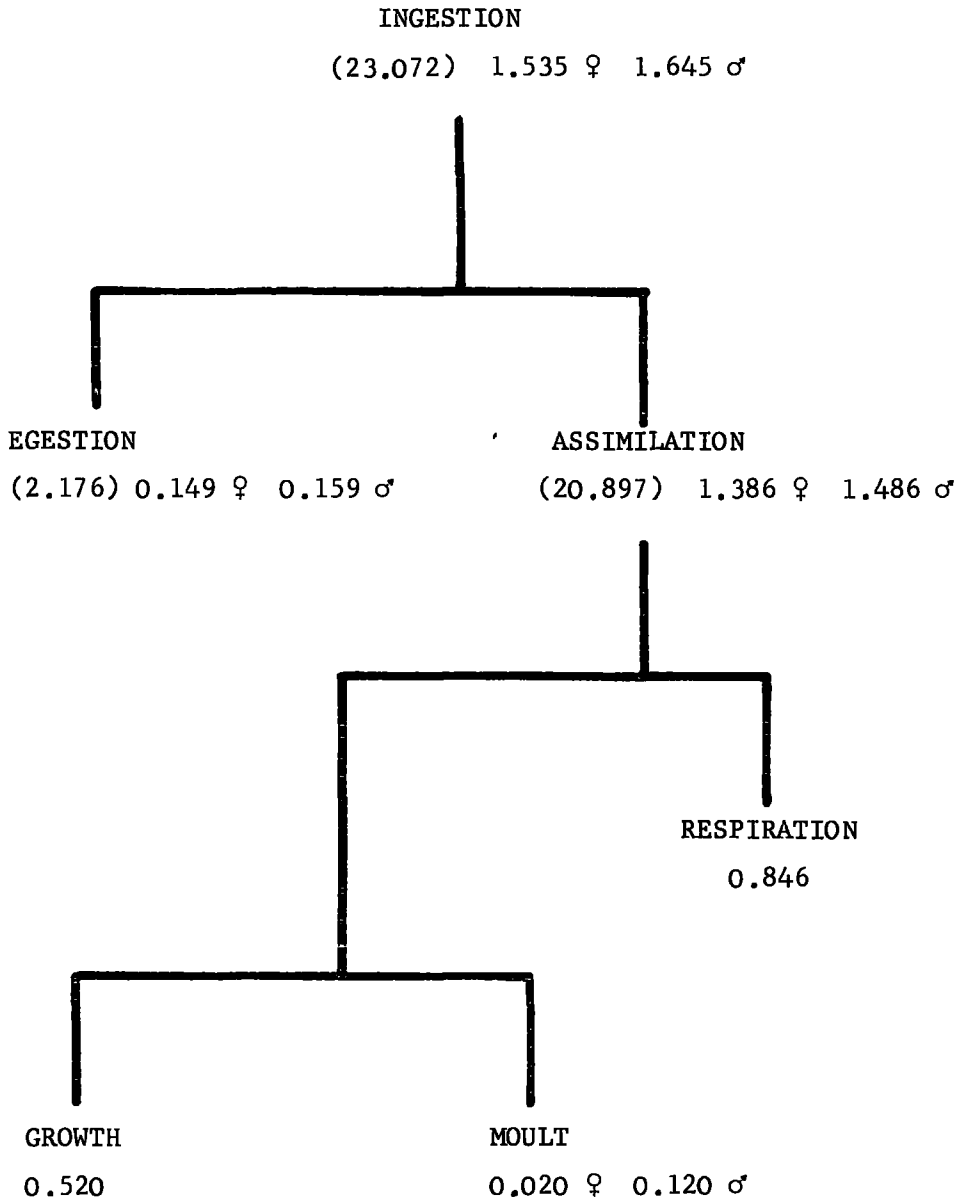 INGESTION
(23.072) 1.535 ♀ 1.645 ♂
EGESTION
(2.176) 0.149 ♀ 0.159 ♂
ASSIMILATION
(20.897) 1.386 ♀ 1.486 ♂
RESPIRATION
0.846
GROWTH
0.520
MOULT
0.020 ♀ 0.120 ♂